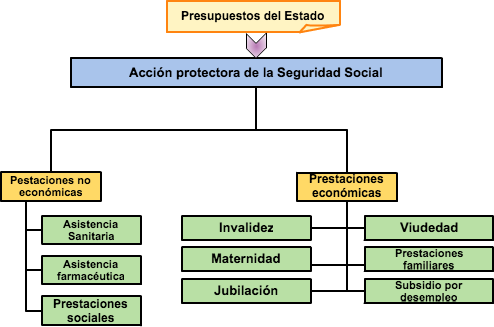 Presupuestos del Estado
Acción protectora de la Seguridad Social
Pestaciones no
económicas
Asistencia
Sanitaria
Asistencia
farmacéutica
Prestaciones
sociales
Prestaciones
económicas
Invalidez
Viudedad
Maternidad
Prestaciones
familiares
Jubilación
Subsidio por
desempleo